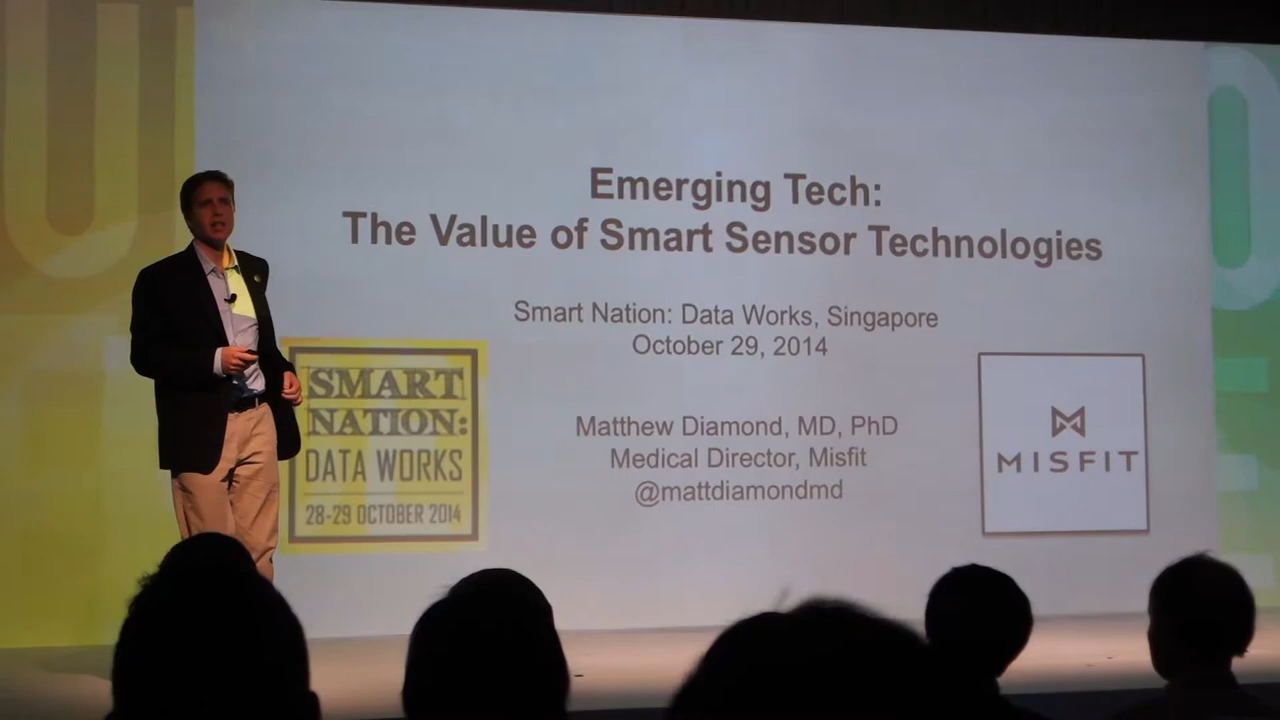 Emerging Tech:
The Value of Smart Sensor Technologies
Smart Nation: Data Works, Singapore
October 29, 2014
Matthew Diamond, MD, PhD
Medical Director, Misfit
@mattdiamondmd
SMART
NATION:
DATA WORKS
28-29 OCTOBER 2014
MISFIT